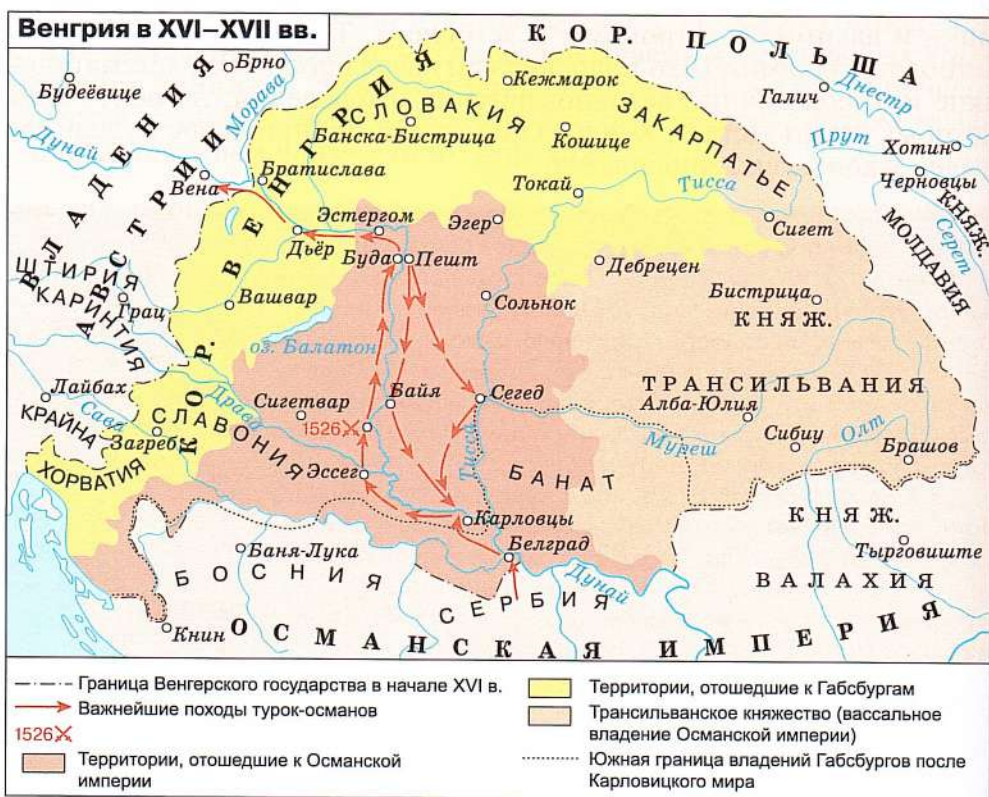 Венгрия в XVI–XVII вв.
КОР. ПОЛЬША
ВЛАДЕНИЯ
АВСТРИИ
КОР. ВЕНГРИЯ
Брно
Будеёвице
Морава
Дунай
Вена
Братислава
СЛОВАКИЯ
Банска-Бистрица
Кежмарок
Кошице
ЗАКАРПАТЬЕ
Галич
Днестр
Прут
Хотин
Черновцы
КНЯЖ.
МОЛДАВИЯ
Серет
Токай
Тисса
Сигет
Эстергом
Эгер
Дьёр
Буда
Пешт
Дебрецен
ШТИРИЯ
КАРИНТИЯ
Грац
Вашвар
Сольнок
Бистрица
КНЯЖ.
ТРАНСИЛЬВАНИЯ
оз. Балатон
Лайбах
КРАЙНА
Сава
Загреб
Драва
СЛАВОНИЯ
Сигетвар
1526
Байя
Сегед
Алба-Юлия
Муреш
Сибиу
Олт
Брашов
ХОРВАТИЯ
Эссег
Тисса
БАНАТ
Карловцы
Белград
Дунай
КНЯЖ.
ВАЛАХИЯ
Тырговиште
Баня-Лука
БОСНИЯ
СЕРБИЯ
Книн
ОСМАНСКАЯ ИМПЕРИЯ
Граница Венгерского государства в начале XVI в.
Важнейшие походы турок-османов
1526
Территории, отошедшие к Османской
империи
Территории, отошедшие к Габсбургам
Трансильванское княжество (вассальное
владение Османской империи)
Южная граница владений Габсбургов после
Карловицкого мира